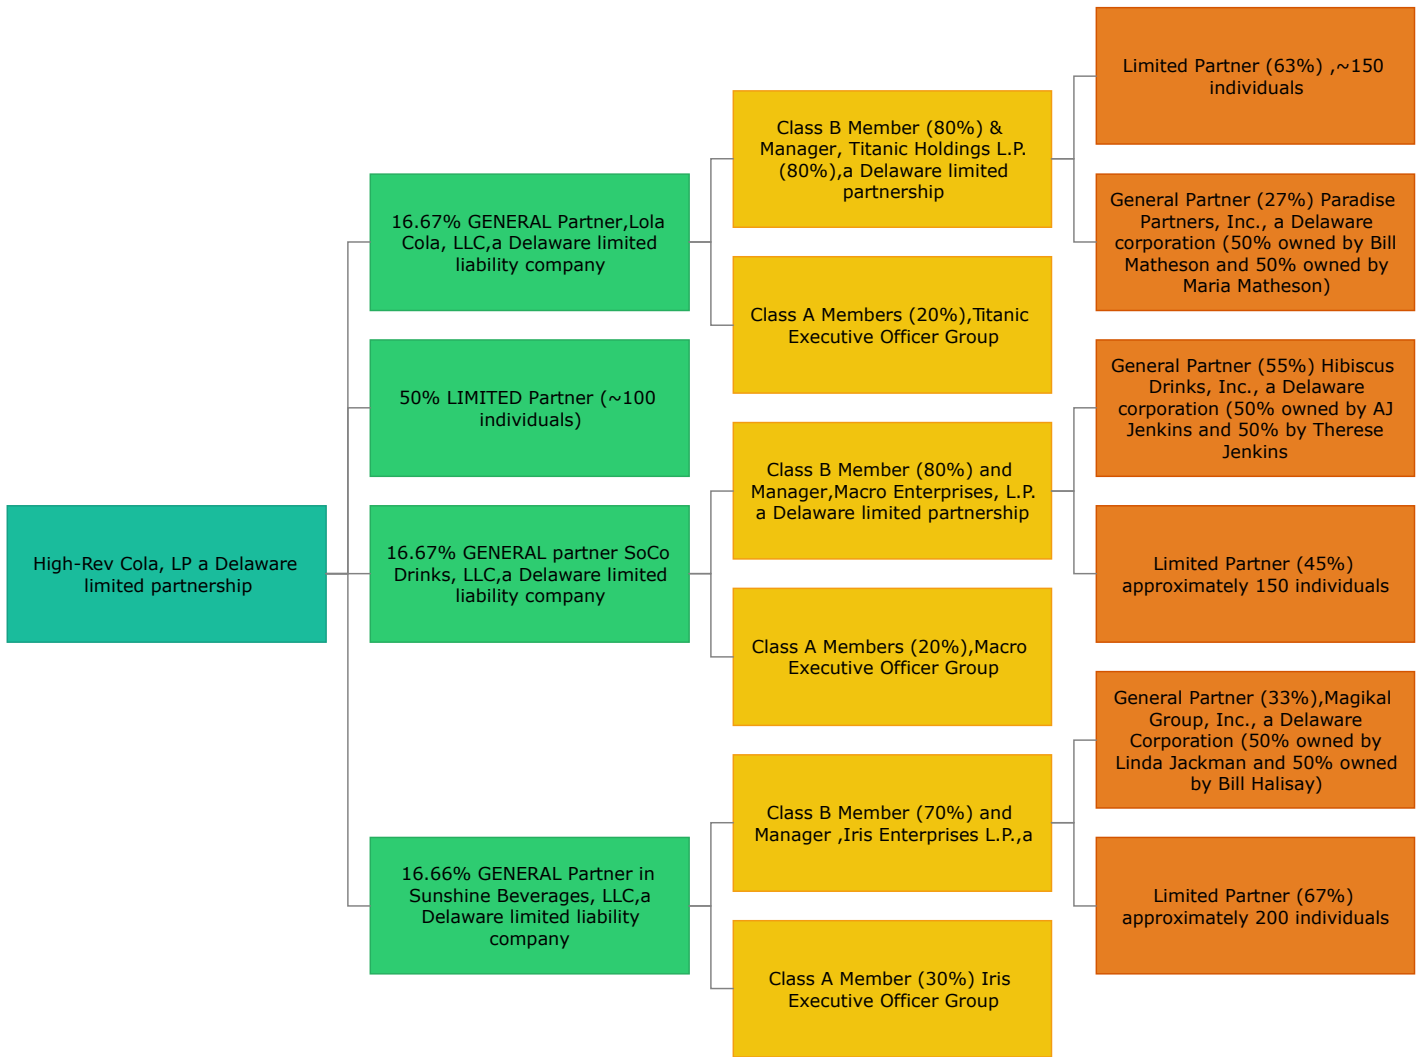 High-Rev Cola, LP a Delaware
limited partnership
16.67% GENERAL Partner,Lola
Cola, LLC,a Delaware limited
liability company
50% LIMITED Partner (~100
individuals)
16.67% GENERAL partner SoCo
Drinks, LLC,a Delaware limited
liability company
16.66% GENERAL Partner in
Sunshine Beverages, LLC,a
Delaware limited liability
company
Class B Member (80%) &
Manager, Titanic Holdings L.P.
(80%),a Delaware limited
partnership
Class A Members (20%),Titanic
Executive Officer Group
Class B Member (80%) and
Manager,Macro Enterprises, L.P.
a Delaware limited partnership
Class A Members (20%),Macro
Executive Officer Group
Class B Member (70%) and
Manager ,Iris Enterprises L.P.,a
Class A Member (30%) Iris
Executive Officer Group
Limited Partner (63%) ,~150
individuals
General Partner (27%) Paradise
Partners, Inc., a Delaware
corporation (50% owned by Bill
Matheson and 50% owned by
Maria Matheson)
General Partner (55%) Hibiscus
Drinks, Inc., a Delaware
corporation (50% owned by AJ
Jenkins and 50% by Therese
Jenkins
Limited Partner (45%)
approximately 150 individuals
General Partner (33%),Magikal
Group, Inc., a Delaware
Corporation (50% owned by
Linda Jackman and 50% owned
by Bill Halisay)
Limited Partner (67%)
approximately 200 individuals